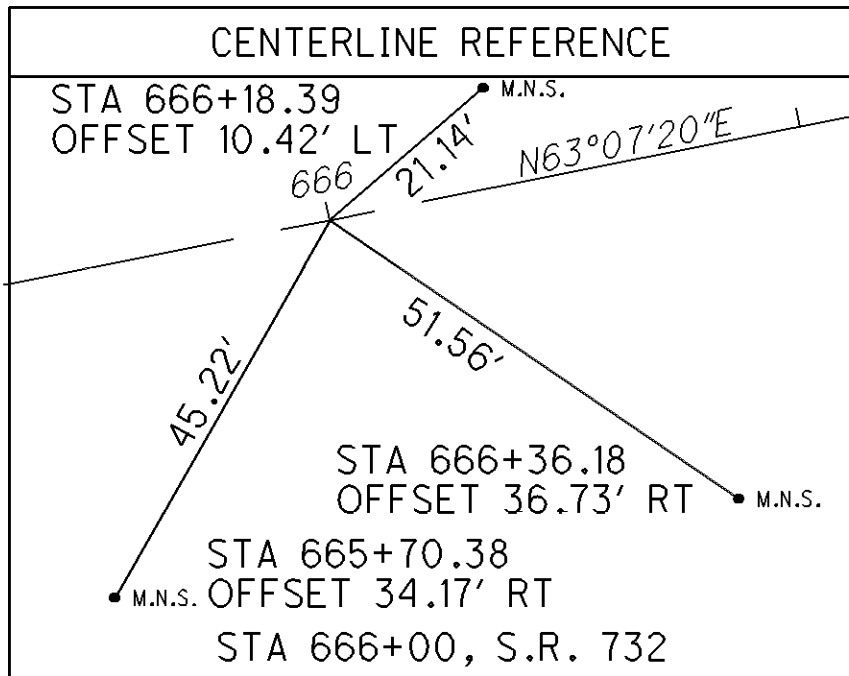 CENTERLINE REFERENCE
STA 666+18.39
OFFSET 10.42' LT
M.N.S.
21.14'
N63°07'20"E
666
45.22'
51.56'
STA 666+36.18
OFFSET 36.73' RT
M.N.S.
STA 665+70.38
OFFSET 34.17' RT
M.N.S.
STA 666+00, S.R. 732